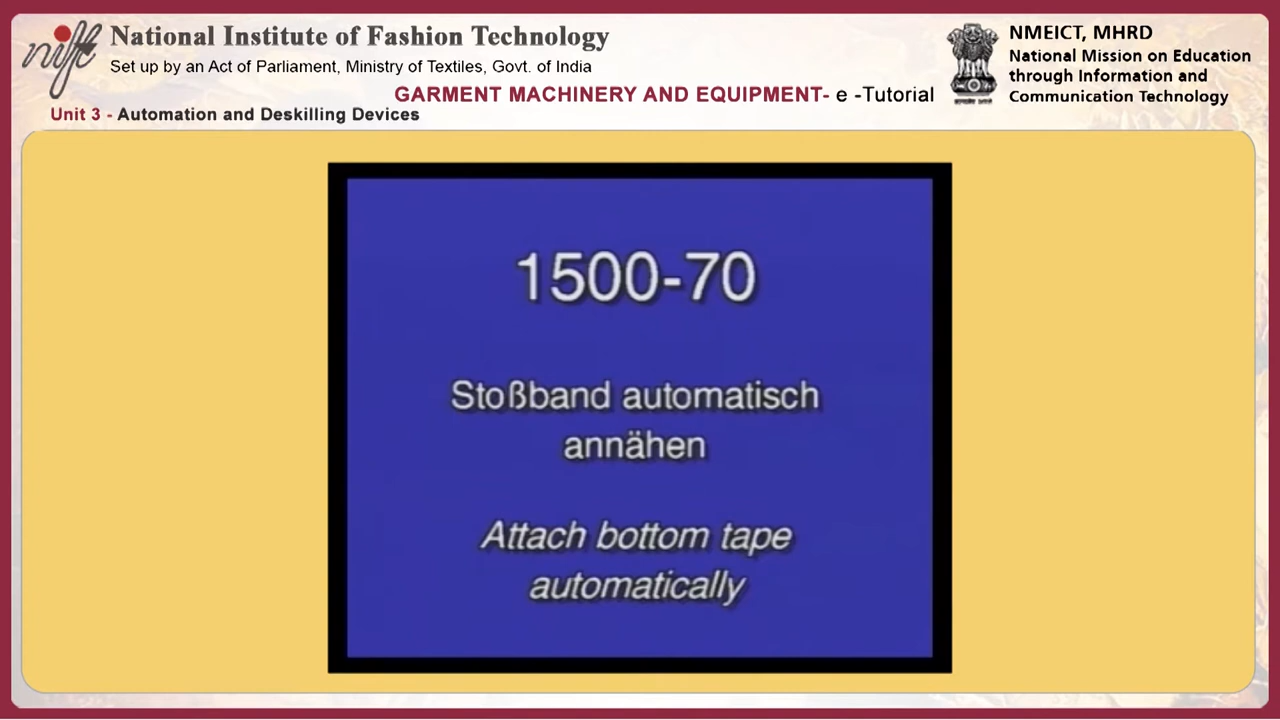 nift
National Institute of Fashion Technology
Set up by an Act of Parliament, Ministry of Textiles, Govt. of India
GARMENT MACHINERY AND EQUIPMENT- e -Tutorial
Unit 3 - Automation and Deskilling Devices
NMEICT, MHRD
National Mission on Education
through Information and
Communication Technology
1500-70
Stoßband automatisch
annähen
Attach bottom tape
automatically